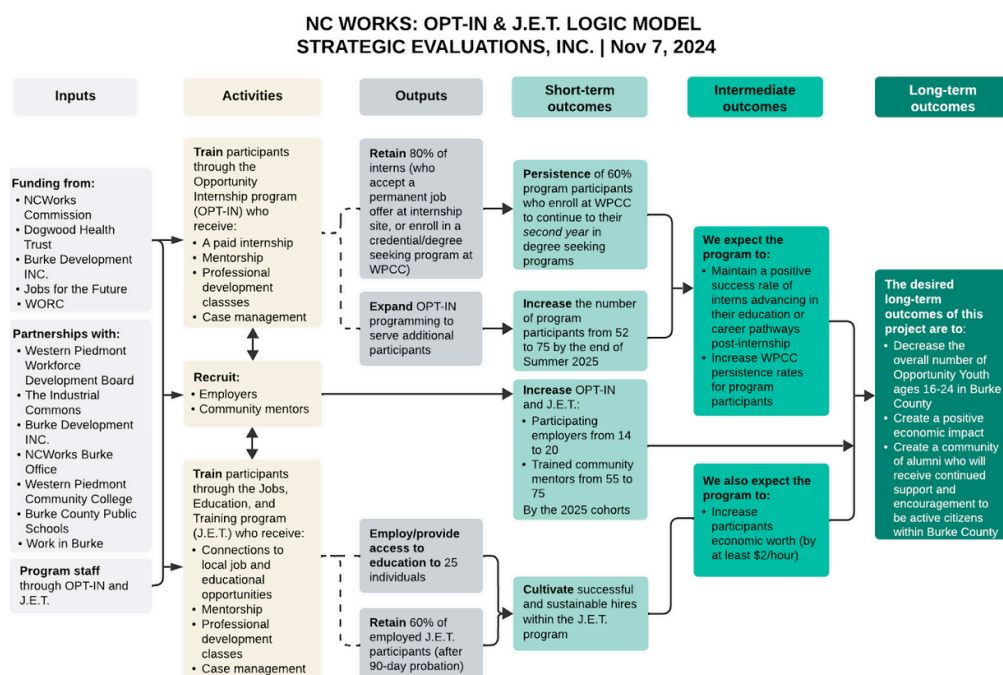 NC WORKS: OPT-IN & J.E.T. LOGIC MODEL
STRATEGIC EVALUATIONS, INC. | Nov 7, 2024
Inputs
Activities
Outputs
Short-term
outcomes
Intermediate
outcomes
Long-term
outcomes
Funding from:
• NCWorks
Commission
• Dogwood Health
Trust
• Burke Development
INC.
• Jobs for the Future
• WORC
Partnerships with:
• Western Piedmont
Workforce
Development Board
• The Industrial
Commons
• Burke Development
INC.
• NCWorks Burke
Office
• Western Piedmont
Community College
• Burke County Public
Schools
• Work in Burke
Program staff
through OPT-IN and
J.E.T.
Train participants
through the
Opportunity
Internship program
(OPT-IN) who
receive:
• A paid internship
• Mentorship
• Professional
development
classses
• Case management
Recruit:
• Employers
• Community mentors
Train participants
through the Jobs,
Education, and
Training program
(J.E.T.) who receive:
• Connections to
local job and
educational
opportunities
• Mentorship
• Professional
development
classes
• Case management
Retain 80% of
interns (who
accept a
permanent job
offer at internship
site, or enroll in a
credential/degree
seeking program at
WPCC)
Expand OPT-IN
programming to
serve additional
participants
Employ/provide
access to
education to 25
individuals
Retain 60% of
employed J.E.T.
participants (after
90-day probation)
Persistence of 60%
program participants
who enroll at WPCC
to continue to their
second year in
degree seeking
programs
Increase the number
of program
participants from 52
to 75 by the end of
Summer 2025
Increase OPT-IN
and J.E.T.:
• Participating
employers from 14
to 20
• Trained community
mentors from 55 to
75
By the 2025 cohorts
Cultivate successful
and sustainable hires
within the J.E.T.
program
We expect the
program to:
• Maintain a positive
success rate of
interns advancing in
their education or
career pathways
post-internship
• Increase WPCC
persistence rates
for program
participants
We also expect the
program to:
• Increase
participants
economic worth (by
at least $2/hour)
The desired
long-term
outcomes of this
project are to:
• Decrease the
overall number of
Opportunity Youth
ages 16-24 in Burke
County
• Create a positive
economic impact
• Create a community
of alumni who will
receive continued
support and
encouragement to
be active citizens
within Burke County